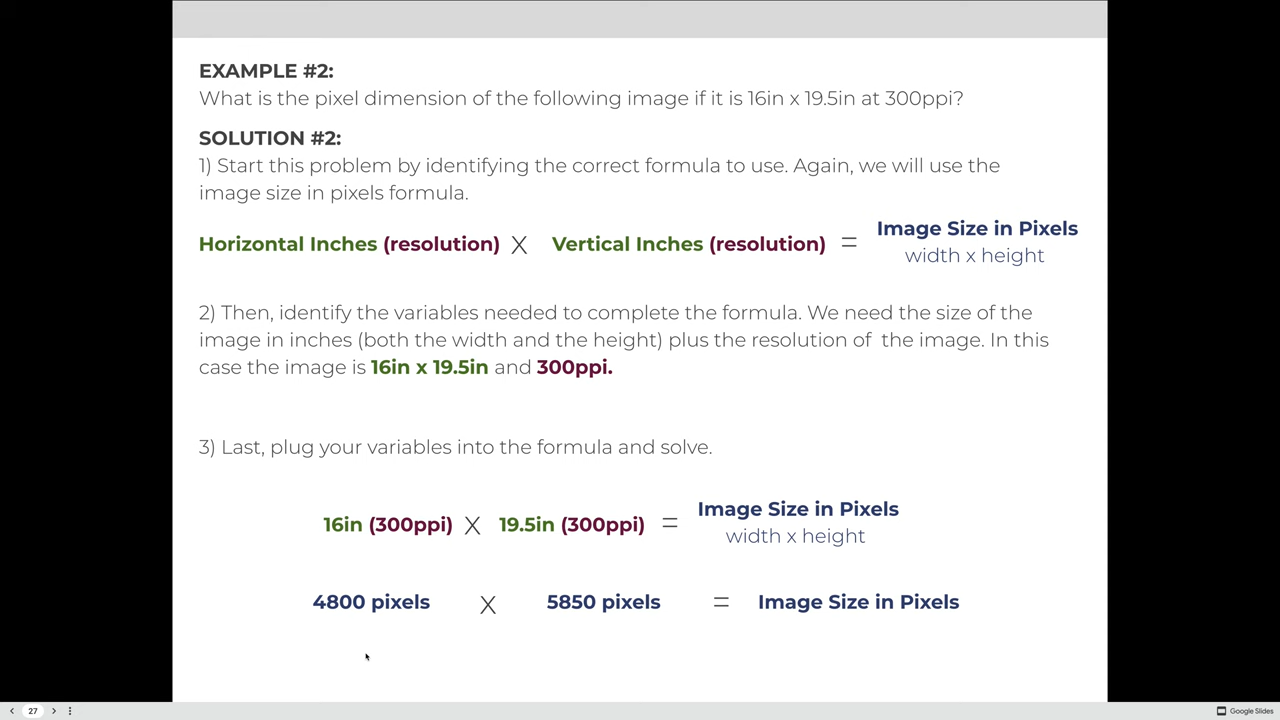 EXAMPLE #2:
What is the pixel dimension of the following image if it is 16in x 19.5in at 300ppi?
SOLUTION #2:
1) Start this problem by identifying the correct formula to use. Again, we will use the
image size in pixels formula.
Horizontal Inches (resolution) X Vertical Inches (resolution) = Image Size in Pixels
width x height
2) Then, identify the variables needed to complete the formula. We need the size of the
image in inches (both the width and the height) plus the resolution of the image. In this
case the image is 16in x 19.5in and 300ppi.
3) Last, plug your variables into the formula and solve.
16in (300ppi) X 19.5in (300ppi) = Image Size in Pixels
width x height
4800 pixels X 5850 pixels = Image Size in Pixels
27
Google Slides